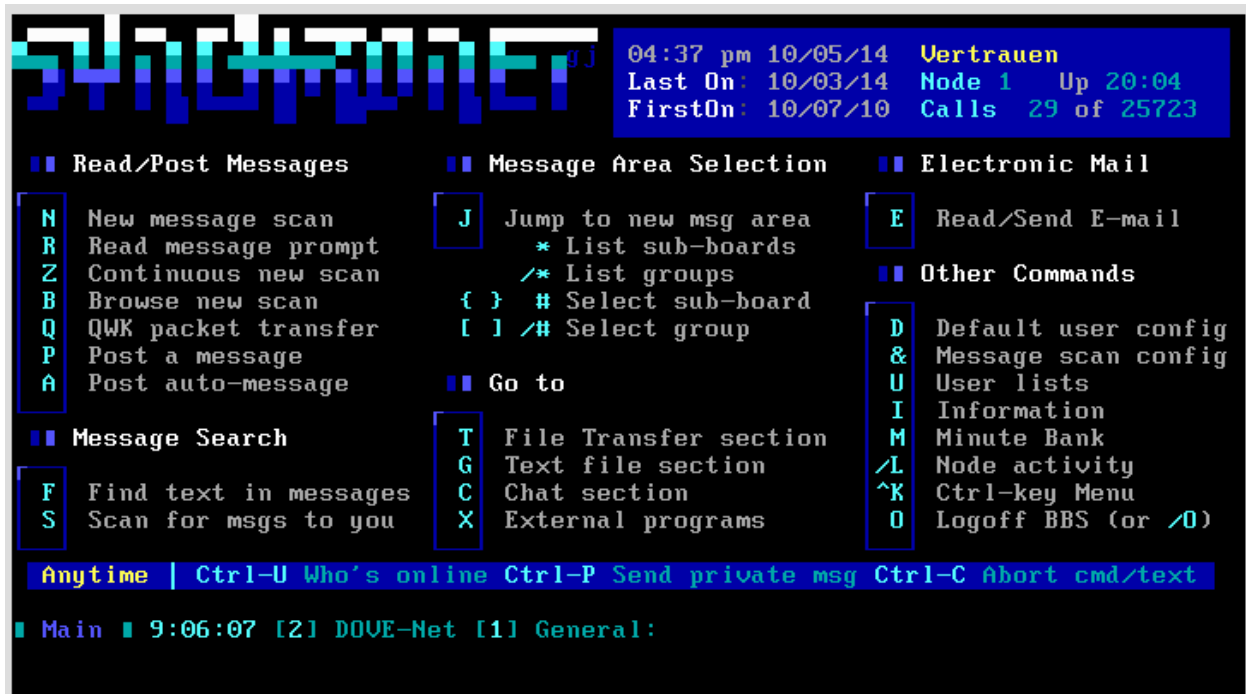 SYNCHRONET
gj
04:37 pm 10/05/14 Vertrauen
Last On: 10/03/14 Node 1 Up 20:04
FirstOn: 10/07/10 Calls 29 of 25723
Read/Post Messages
N New message scan
R Read message prompt
Z Continuous new scan
B Browse new scan
Q QWK packet transfer
P Post a message
A Post auto-message
Message Search
F Find text in messages
S Scan for msgs to you
Message Area Selection
J Jump to new msg area
* List sub-boards
/* List groups
{ } # Select sub-board
[ ] /# Select group
Go to
T File Transfer section
G Text file section
C Chat section
X External programs
Electronic Mail
E Read/Send E-mail
Other Commands
D Default user config
& Message scan config
U User lists
I Information
M Minute Bank
/L Node activity
^K Ctrl-key Menu
O Logoff BBS (or /O)
Anytime | Ctrl-U Who's online Ctrl-P Send private msg Ctrl-C Abort cmd/text
Main 9:06:07 [2] DOVE-Net [1] General: